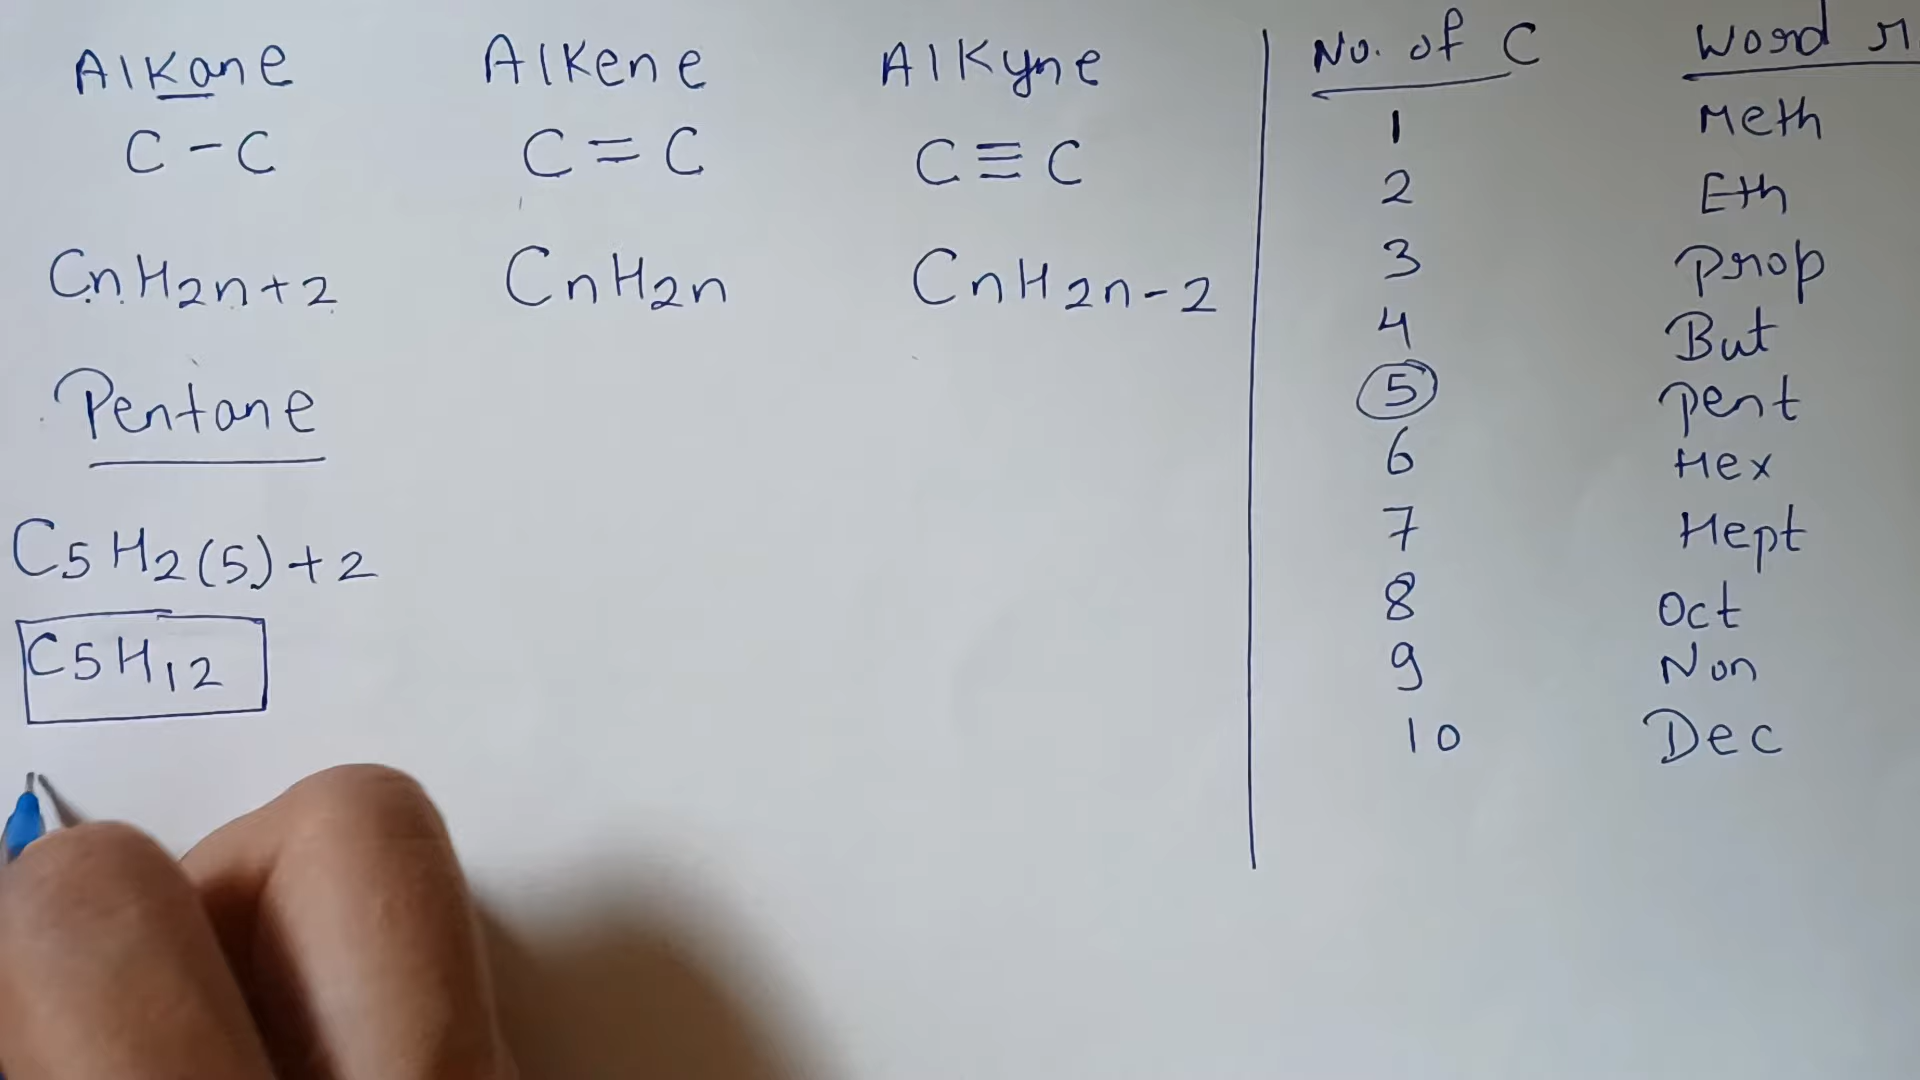 Alkane Alkene Alkyne
C - C C = C C ≡ C
CnH2n+2 CnH2n CnH2n-2
Pentane
C5H2(5)+2
C5H12
No. of C Word r
1 Meth
2 Eth
3 Prop
4 But
5 Pent
6 Hex
7 Hept
8 Oct
9 Non
10 Dec